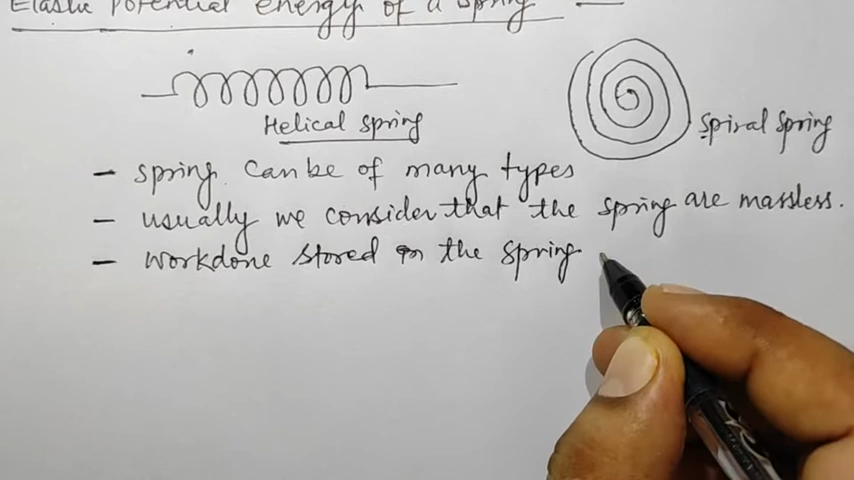 Elastic Potential energy of a spring
Helical spring
Spiral Spring
- spring can be of many types
- usually we consider that the spring are massless.
- workdone stored in the spring